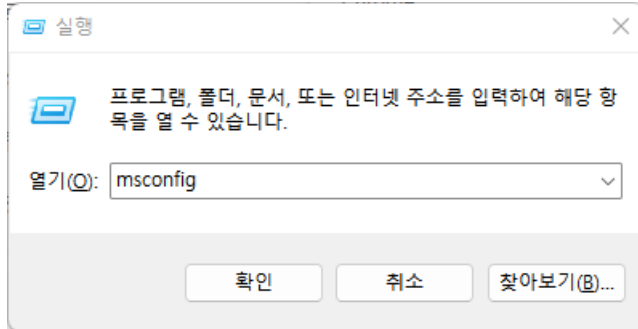 실행
프로그램, 폴더, 문서, 또는 인터넷 주소를 입력하여 해당 항
목을 열 수 있습니다.
열기(O): msconfig
확인 취소 찾아보기(B)...